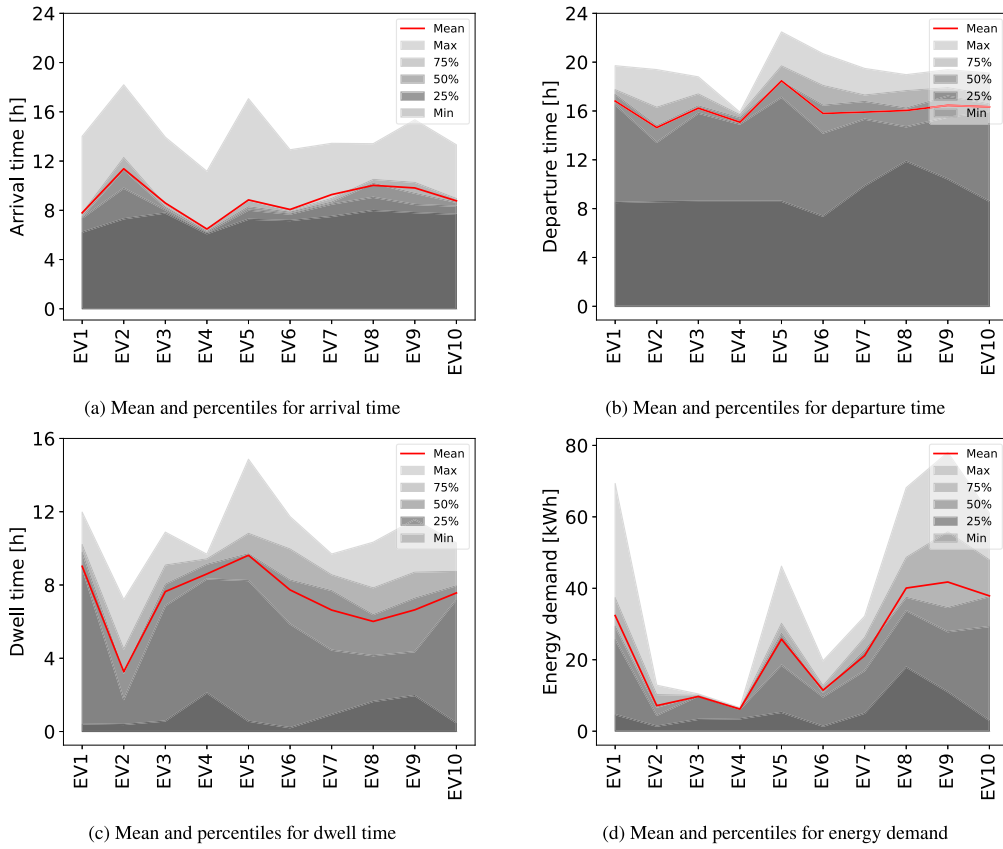 24
20
16
12
8
4
0
Arrival time [h]
Mean
Max
75%
50%
25%
Min
EV1
EV2
EV3
EV4
EV5
EV6
EV7
EV8
EV9
EV10
(a) Mean and percentiles for arrival time
24
20
16
12
8
4
0
Departure time [h]
Mean
Max
75%
50%
25%
Min
EV1
EV2
EV3
EV4
EV5
EV6
EV7
EV8
EV9
EV10
(b) Mean and percentiles for departure time
16
12
8
4
0
Dwell time [h]
Mean
Max
75%
50%
25%
Min
EV1
EV2
EV3
EV4
EV5
EV6
EV7
EV8
EV9
EV10
(c) Mean and percentiles for dwell time
80
60
40
20
0
Energy demand [kWh]
Mean
Max
75%
50%
25%
Min
EV1
EV2
EV3
EV4
EV5
EV6
EV7
EV8
EV9
EV10
(d) Mean and percentiles for energy demand